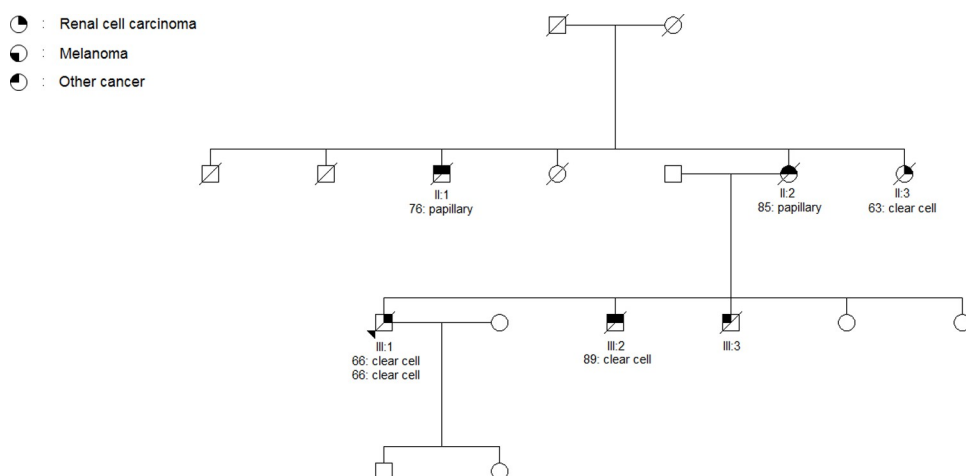 : Renal cell carcinoma
: Melanoma
: Other cancer
II:1
76: papillary
II:2
85: papillary
II:3
63: clear cell
III:1
66: clear cell
66: clear cell
III:2
89: clear cell
III:3